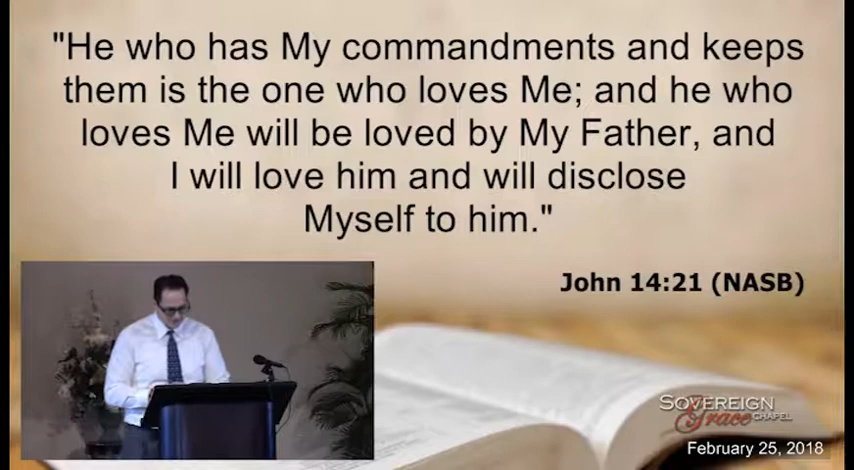 "He who has My commandments and keeps
them is the one who loves Me; and he who
loves Me will be loved by My Father, and
I will love him and will disclose
Myself to him."
John 14:21 (NASB)
SOVEREIGN
Grace CHAPEL
February 25, 2018